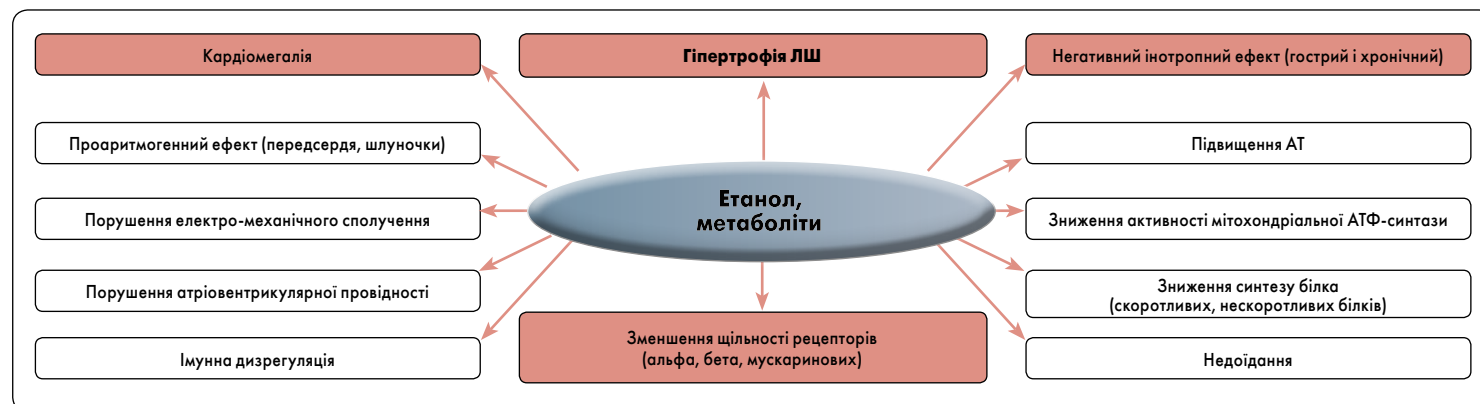 Кардіомегалія
Гіпертрофія ЛШ
Негативний інотропний ефект (гострий і хронічний)
Проаритмогенний ефект (передсердя, шлуночки)
Підвищення АТ
Етанол,
метаболіти
Порушення електро-механічного сполучення
Зниження активності мітохондріальної АТФ-синтази
Порушення атріовентрикулярної провідності
Зниження синтезу білка
(скоротливих, нескоротливих білків)
Зменшення щільності рецепторів
(альфа, бета, мускаринових)
Імунна дизрегуляція
Недоїдання